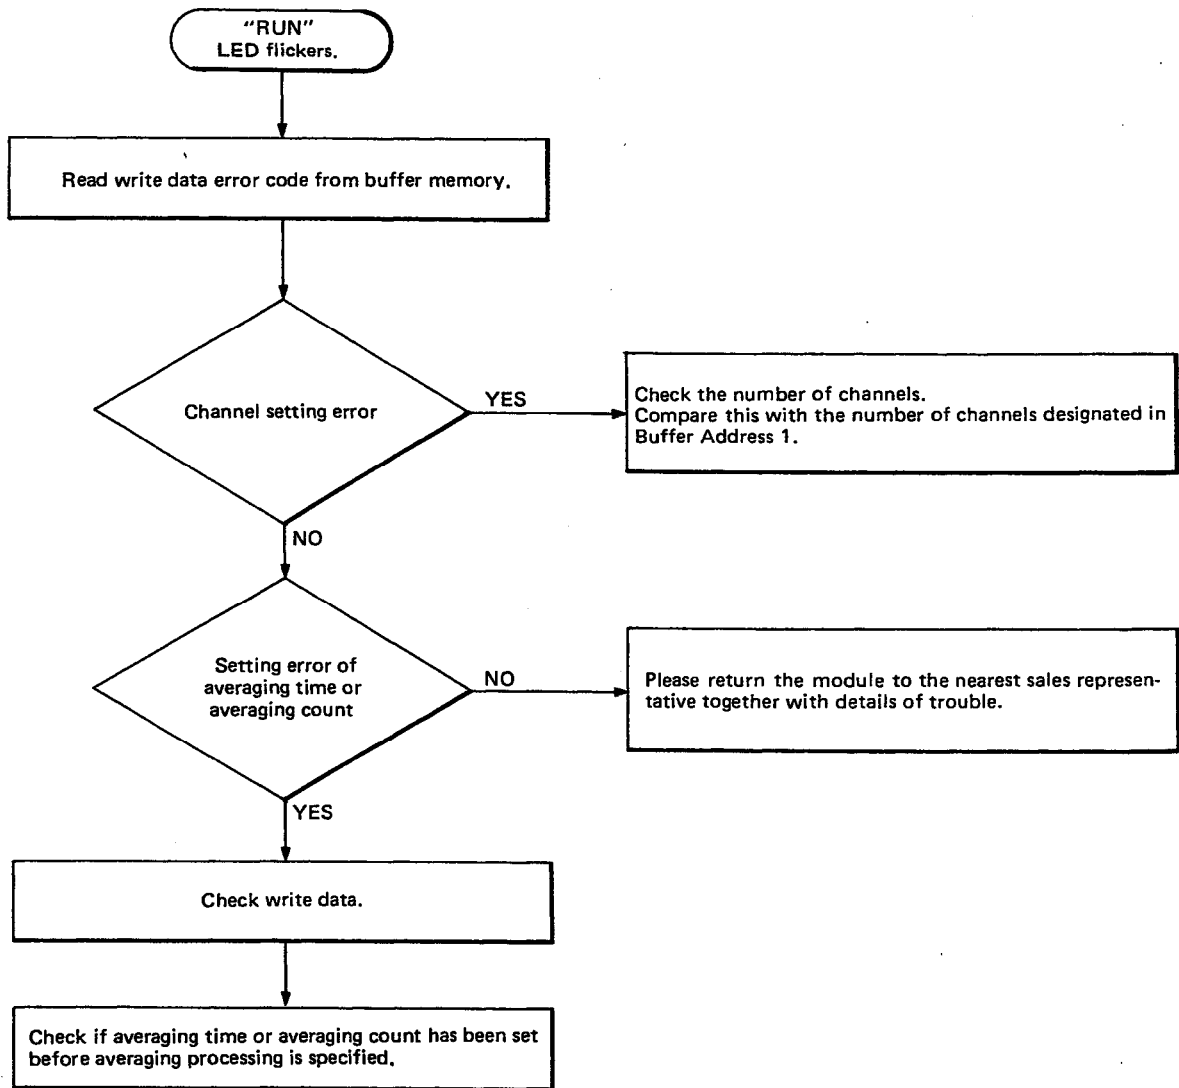 “RUN”
LED flickers.
Read write data error code from buffer memory.
Channel setting error
YES
Check the number of channels.
Compare this with the number of channels designated in
Buffer Address 1.
NO
Setting error of
averaging time or
averaging count
NO
Please return the module to the nearest sales represen-
tative together with details of trouble.
YES
Check write data.
Check if averaging time or averaging count has been set
before averaging processing is specified.